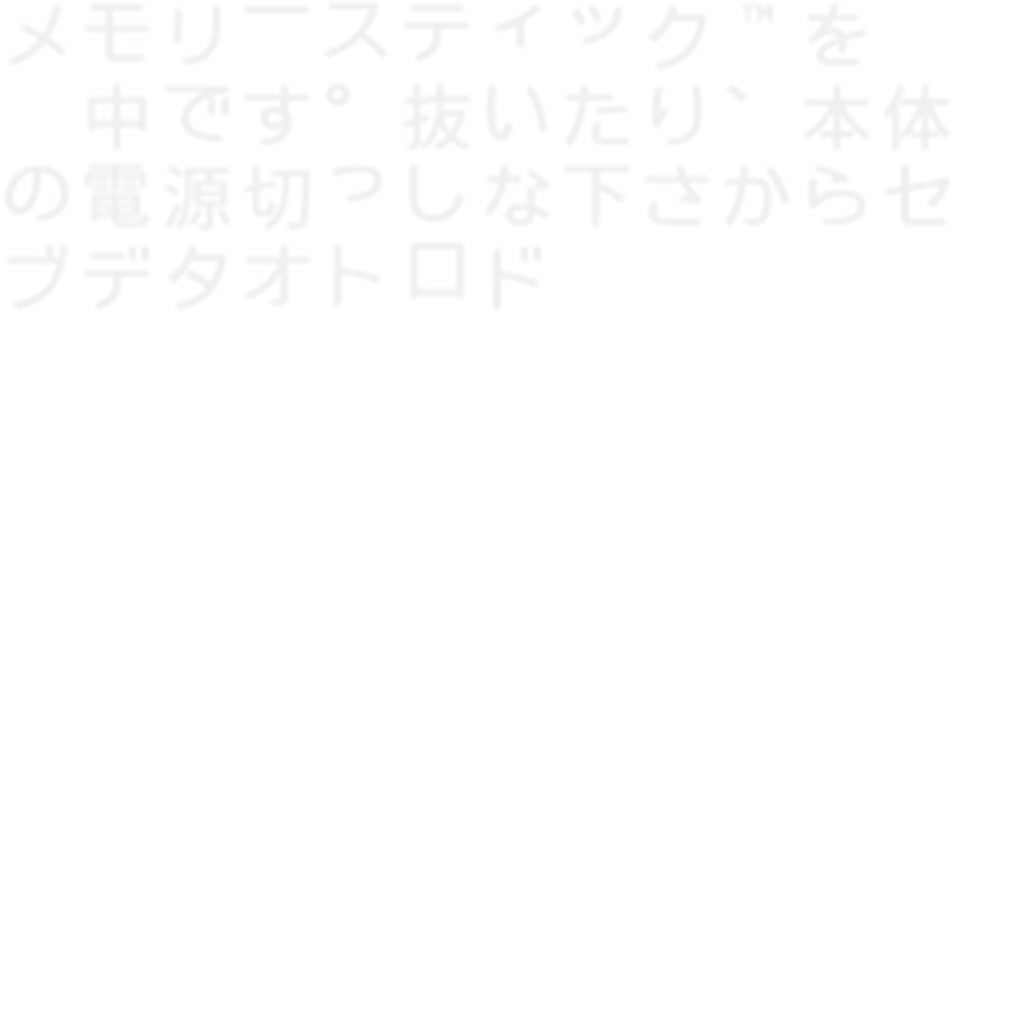 メモリースティック™を
中です。抜いたり、本体
の電源切っしな下さからセ
ブデタオトロド